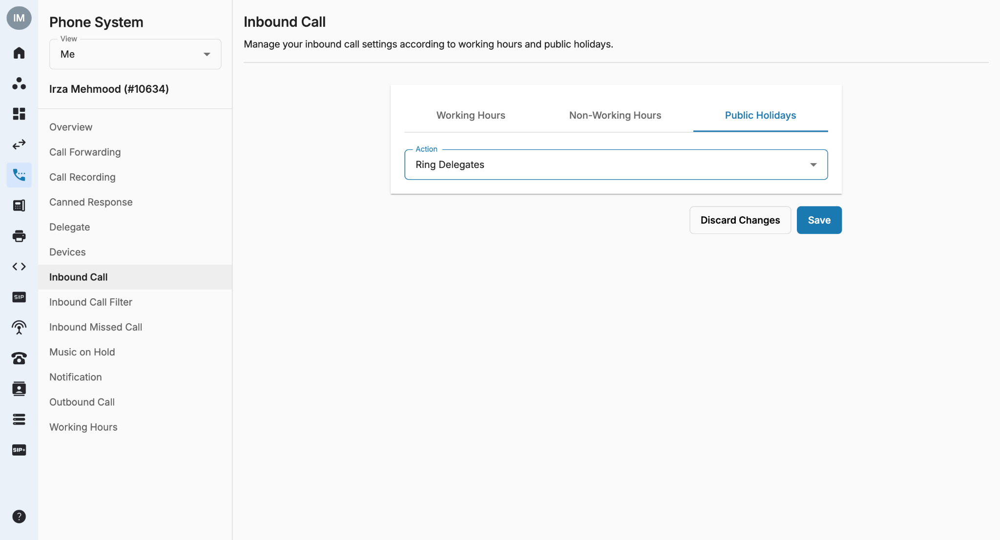 IM
Phone System
View
Me
Irza Mehmood (#10634)
Overview
Call Forwarding
Call Recording
Canned Response
Delegate
Devices
Inbound Call
Inbound Call Filter
Inbound Missed Call
Music on Hold
Notification
Outbound Call
Working Hours
SIP
SIP+
?
Inbound Call
Manage your inbound call settings according to working hours and public holidays.
Working Hours
Non-Working Hours
Public Holidays
Action
Ring Delegates
Discard Changes
Save